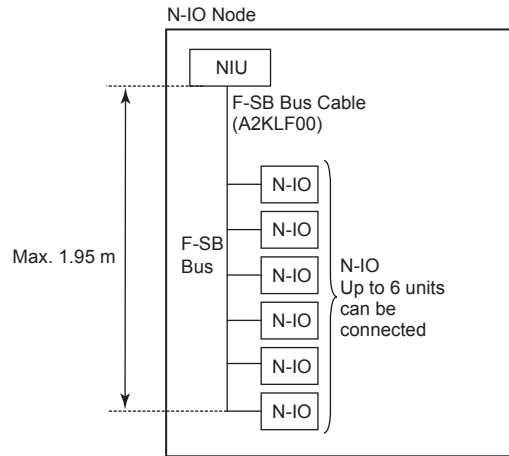 N-IO Node
NIU
F-SB Bus Cable
(A2KLF00)
N-IO
N-IO
N-IO
N-IO
N-IO
N-IO
F-SB
Bus
Max. 1.95 m
N-IO
Up to 6 units
can be
connected